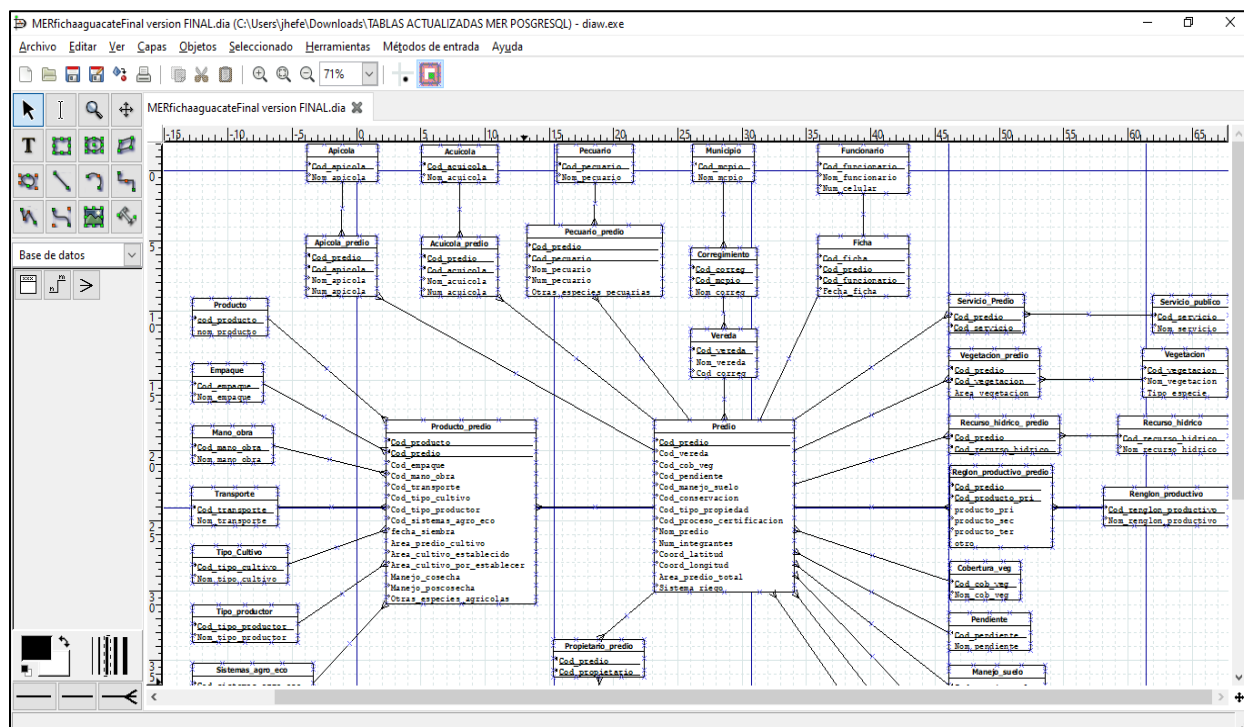 MERfichaaguacateFinal version FINAL.dia (C:\Users\jhefe\Downloads\TABLAS ACTUALIZADAS MER POSGRESQL) - diaw.exe
Archivo Editar Ver Capas Objetos Seleccionado Herramientas Métodos de entrada Ayuda
71%
MERfichaaguacateFinal version FINAL.dia
Base de datos
Apicola
Cod_apicola
Nom_apicola
Acuicola
Cod_acuicola
Nom_acuicola
Pecuario
Cod_pecuario
Nom_pecuario
Municipio
Cod_mcpio
Nom_mcpio
Funcionario
Cod_funcionario
Nom_funcionario
Num_celular
Apicola_predio
Cod_predio
Cod_apicola
Nom_apicola
Num_apicola
Acuicola_predio
Cod_predio
Cod_acuicola
Nom_acuicola
Num_acuicola
Pecuario_predio
Cod_predio
Cod_pecuario
Nom_pecuario
Num_pecuario
Otras_especies_pecuarias
Corregimiento
Cod_correg
Cod_mcpio
Nom_correg
Ficha
Cod_ficha
Cod_predio
Cod_funcionario
Fecha_ficha
Vereda
Cod_vereda
Nom_vereda
Cod_correg
Servicio_Predio
Cod_predio
Cod_servicio
Servicio_publico
Cod_servicio
Nom_servicio
Producto
cod_producto
nom_producto
Empaque
Cod_empaque
Nom_empaque
Mano_obra
Cod_mano_obra
Nom_mano_obra
Transporte
Cod_transporte
Nom_transporte
Tipo_Cultivo
Cod_tipo_cultivo
Nom_tipo_cultivo
Tipo_productor
Cod_tipo_productor
Nom_tipo_productor
Sistemas_agro_eco
Cod_sistemas_agro_eco
Producto_predio
Cod_producto
Cod_predio
Cod_empaque
Cod_mano_obra
Cod_transporte
Cod_tipo_cultivo
Cod_tipo_productor
Cod_sistemas_agro_eco
fecha_siembra
Area_predio_cultivo
Area_cultivo_establecido
Area_cultivo_por_establecer
Manejo_cosecha
Manejo_poscosecha
Otras_especies_agricolas
Predio
Cod_predio
Cod_vereda
Cod_cob_veg
Cod_pendiente
Cod_manejo_suelo
Cod_conservacion
Cod_tipo_propiedad
Cod_proceso_certificacion
Nom_predio
Num_integrantes
Coord_latitud
Coord_longitud
Area_predio_total
Sistema_riego
Propietario_predio
Cod_predio
Cod_propietario
Vegetacion_predio
Cod_predio
Cod_vegetacion
Area_vegetacion
Vegetacion
Cod_vegetacion
Nom_vegetacion
Tipo_especie
Recurso_hidrico_predio
Cod_predio
Cod_recurso_hidrico
Recurso_hidrico
Cod_recurso_hidrico
Nom_recurso_hidrico
Reglon_productivo_predio
Cod_predio
Cod_producto_pri
producto_pri
producto_sec
producto_ter
otro
Renglon_productivo
Cod_renglon_productivo
Nom_renglon_productivo
Cobertura_veg
Cod_cob_veg
Nom_cob_veg
Pendiente
Cod_pendiente
Nom_pendiente
Manejo_suelo